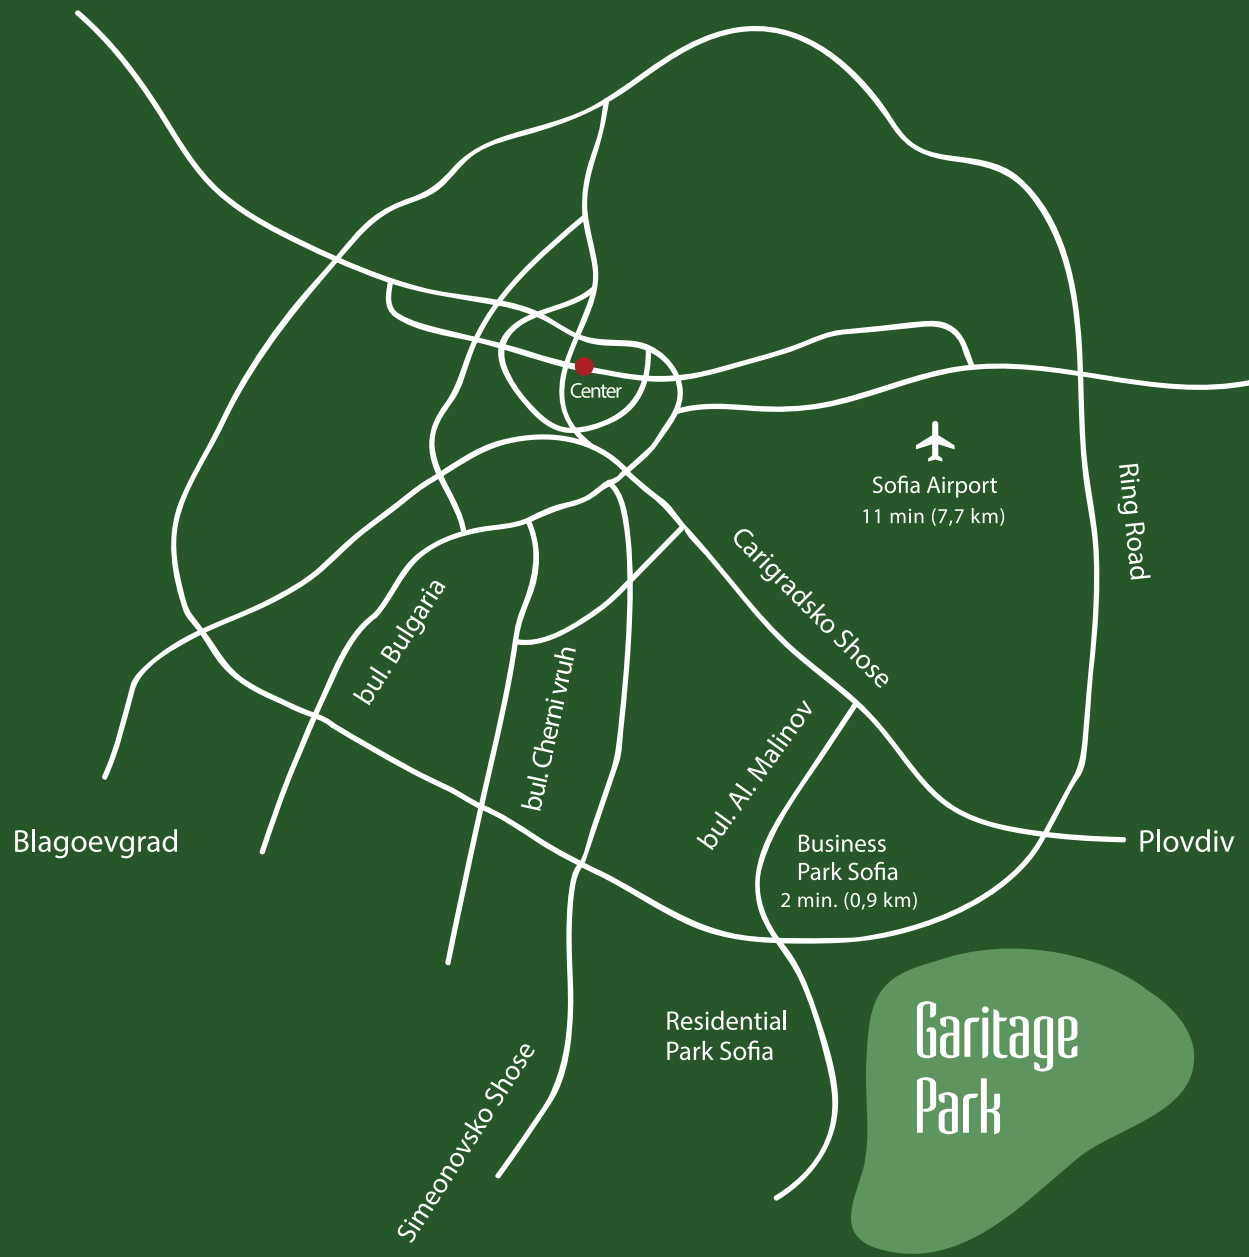 Center
Sofia Airport
11 min (7,7 km)
Ring Road
Carigradsko Shose
bul. Bulgaria
bul. Cherni vruh
bul. Al. Malinov
Blagoevgrad
Business
Park Sofia
2 min. (0,9 km)
Plovdiv
Residential
Park Sofia
Garitage
Park
Simeonovsko Shose